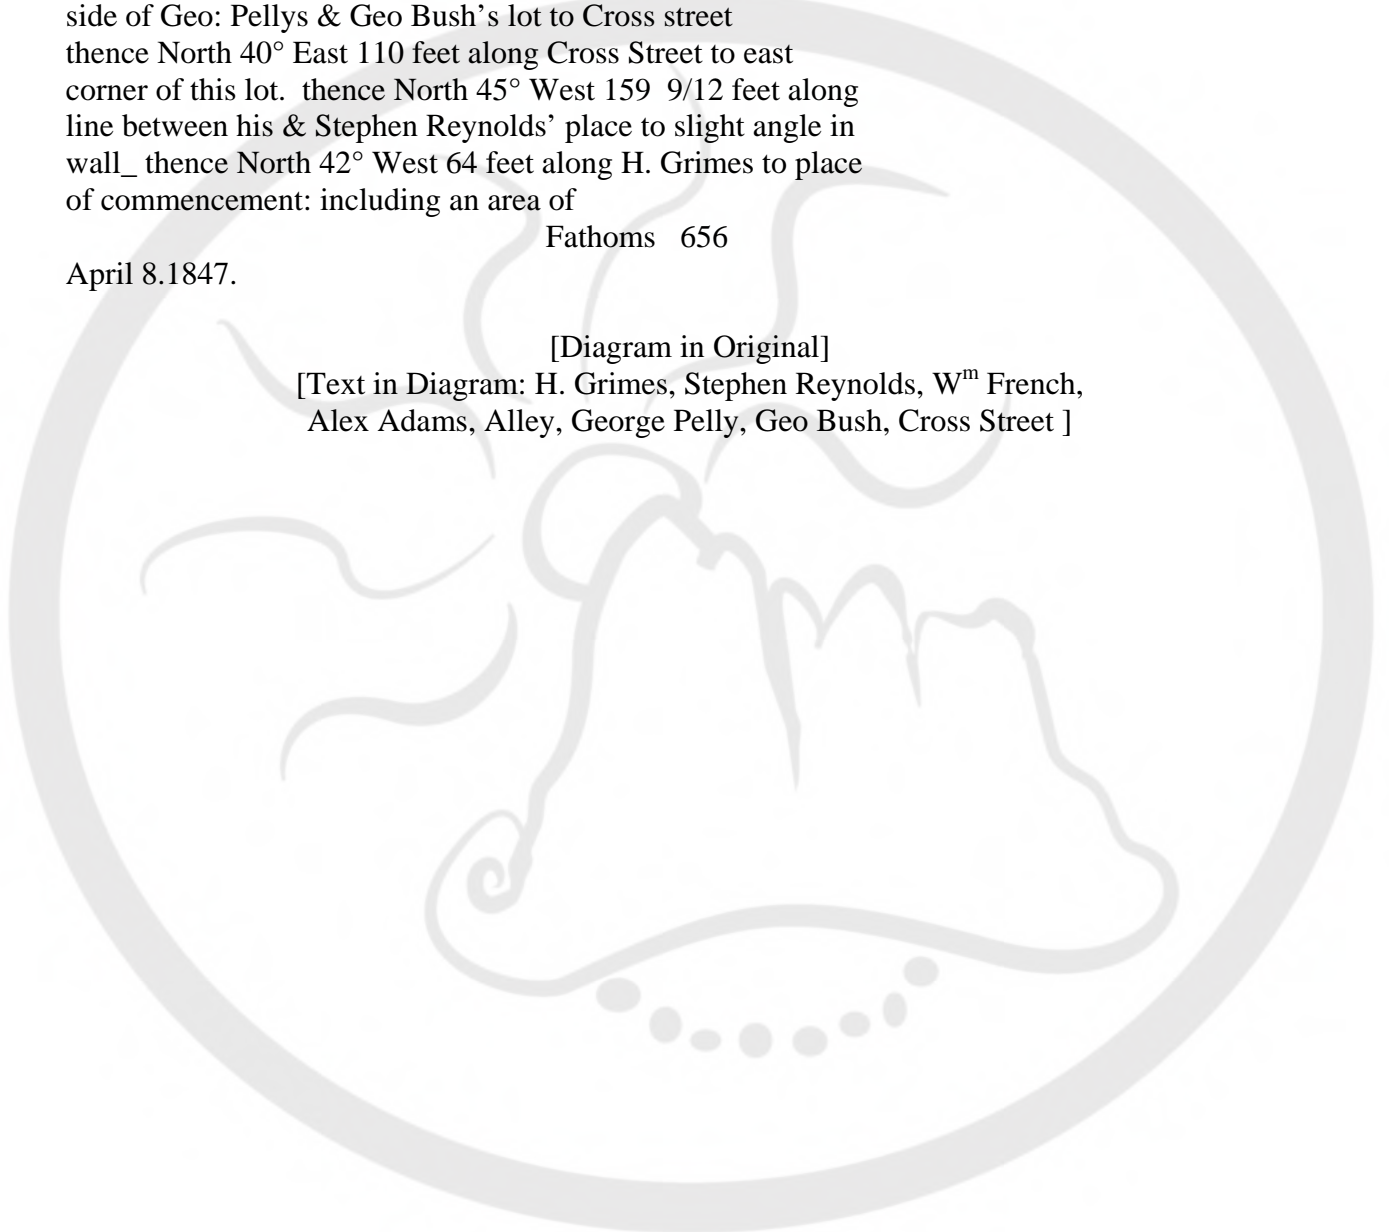 side of Geo: Pellys & Geo Bush's lot to Cross street
thence North 40° East 110 feet along Cross Street to east
corner of this lot.  thence North 45° West 159  9/12 feet along
line between his & Stephen Reynolds' place to slight angle in
wall_ thence North 42° West 64 feet along H. Grimes to place
of commencement: including an area of
Fathoms   656
April 8.1847.
[Diagram in Original]
[Text in Diagram: H. Grimes, Stephen Reynolds, Wm French,
Alex Adams, Alley, George Pelly, Geo Bush, Cross Street ]